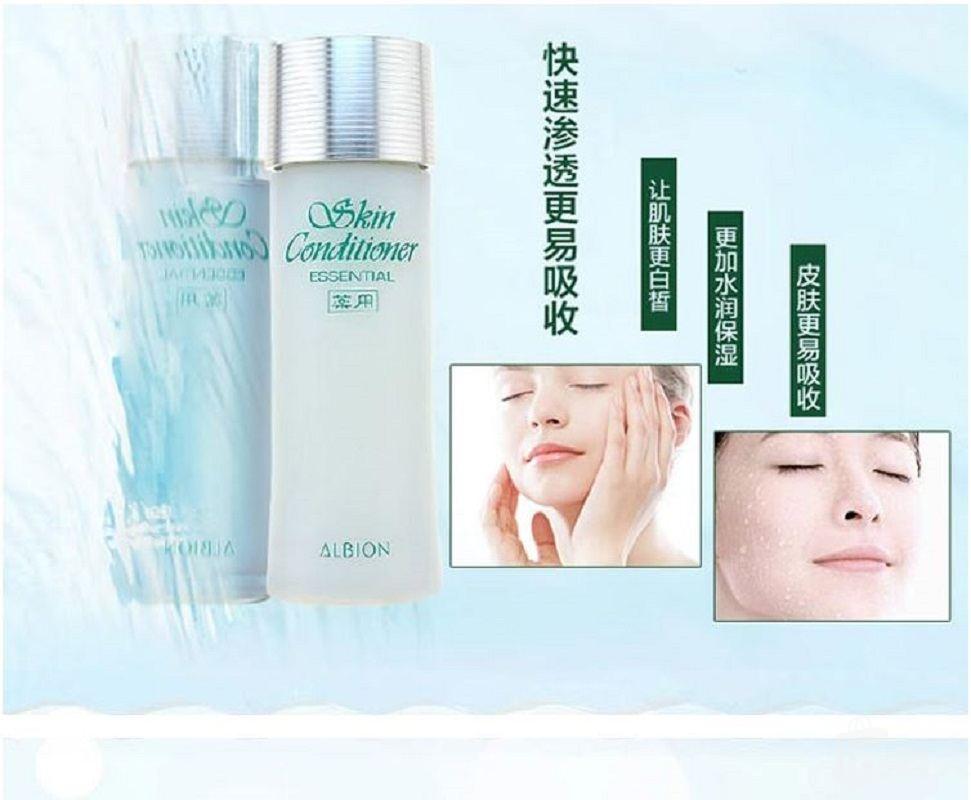 Skin
Conditioner
ESSENTIAL
薬用
ALBION
快速渗透更易吸收
让肌肤更白皙
更加水润保湿
皮肤更易吸收